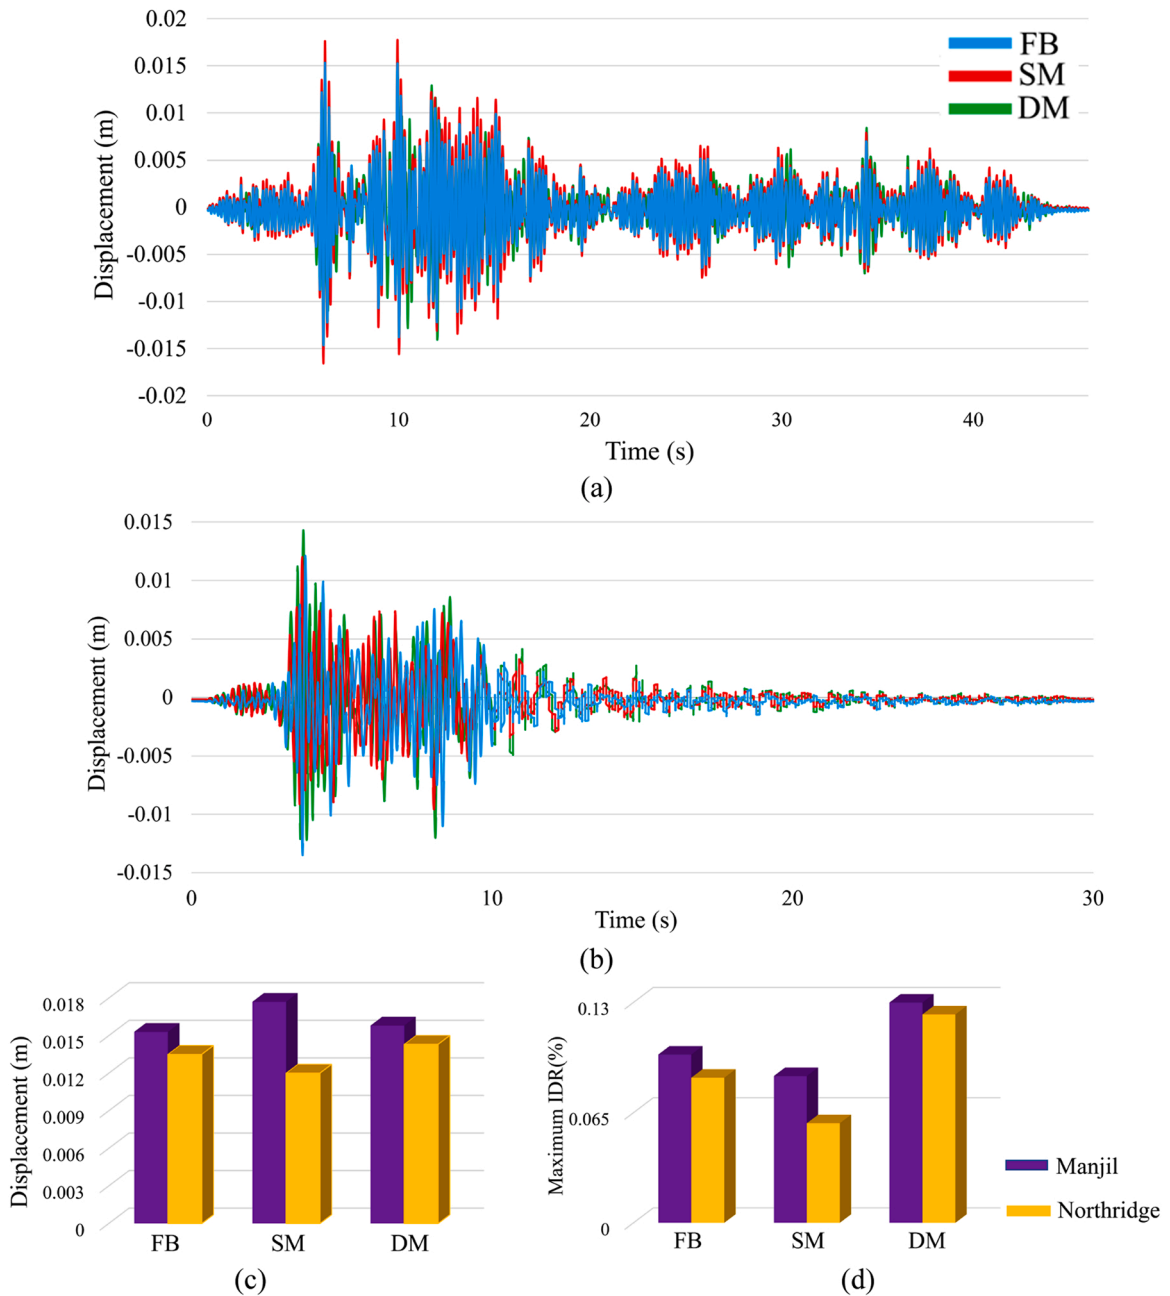 0.02
0.015
0.01
0.005
0
-0.005
-0.01
-0.015
-0.02
Displacement (m)
FB
SM
DM
0 10 20 30 40
Time (s)
(a)
0.015
0.01
0.005
0
-0.005
-0.01
-0.015
Displacement (m)
0 10 20 30
Time (s)
(b)
0.018
0.015
0.012
0.009
0.006
0.003
0
Displacement (m)
FB SM DM
(c)
0.13
0.065
0
Maximum IDR(%)
FB SM DM
(d)
Manjil
Northridge